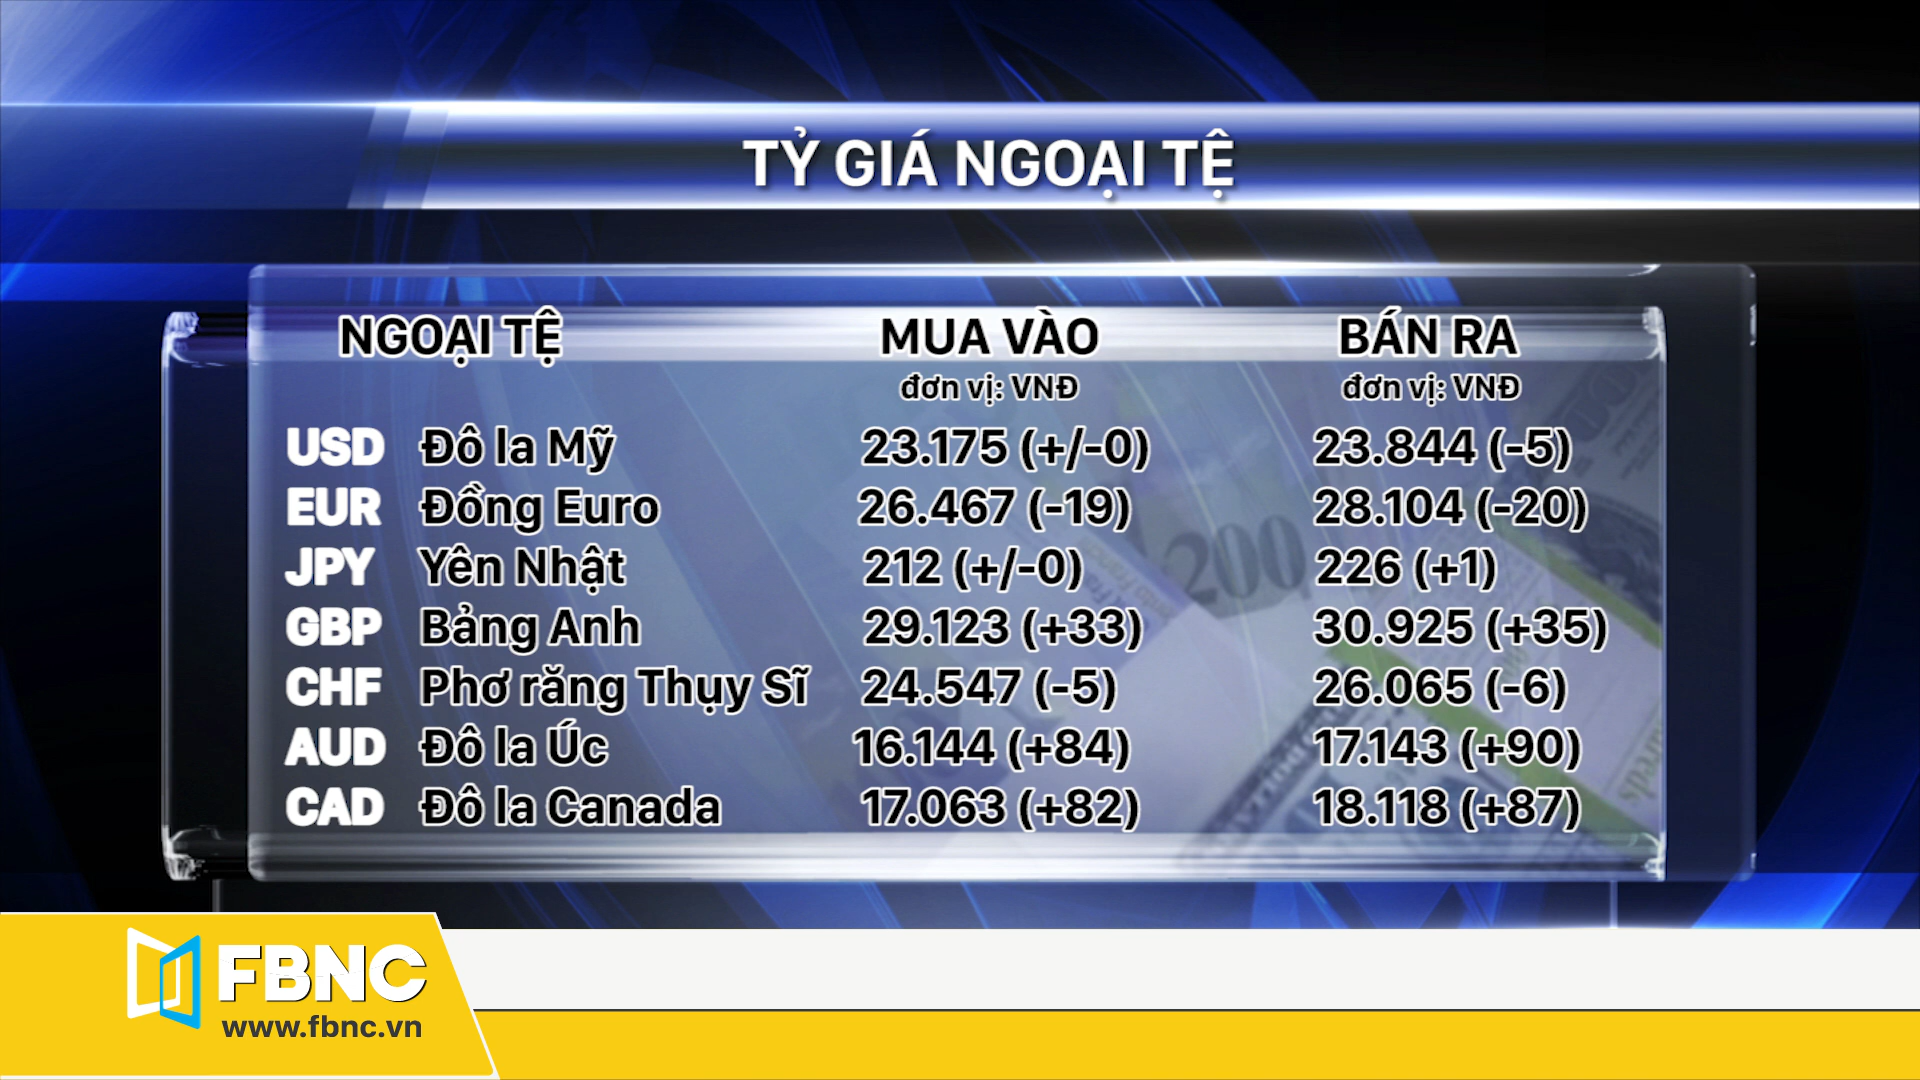 TỶ GIÁ NGOẠI TỆ
NGOẠI TỆ MUA VÀO BÁN RA
đơn vị: VNĐ đơn vị: VNĐ
USD Đô la Mỹ 23.175 (+/-0) 23.844 (-5)
EUR Đồng Euro 26.467 (-19) 28.104 (-20)
JPY Yên Nhật 212 (+/-0) 226 (+1)
GBP Bảng Anh 29.123 (+33) 30.925 (+35)
CHF Phơ răng Thụy Sĩ 24.547 (-5) 26.065 (-6)
AUD Đô la Úc 16.144 (+84) 17.143 (+90)
CAD Đô la Canada 17.063 (+82) 18.118 (+87)
200
FBNC
www.fbnc.vn